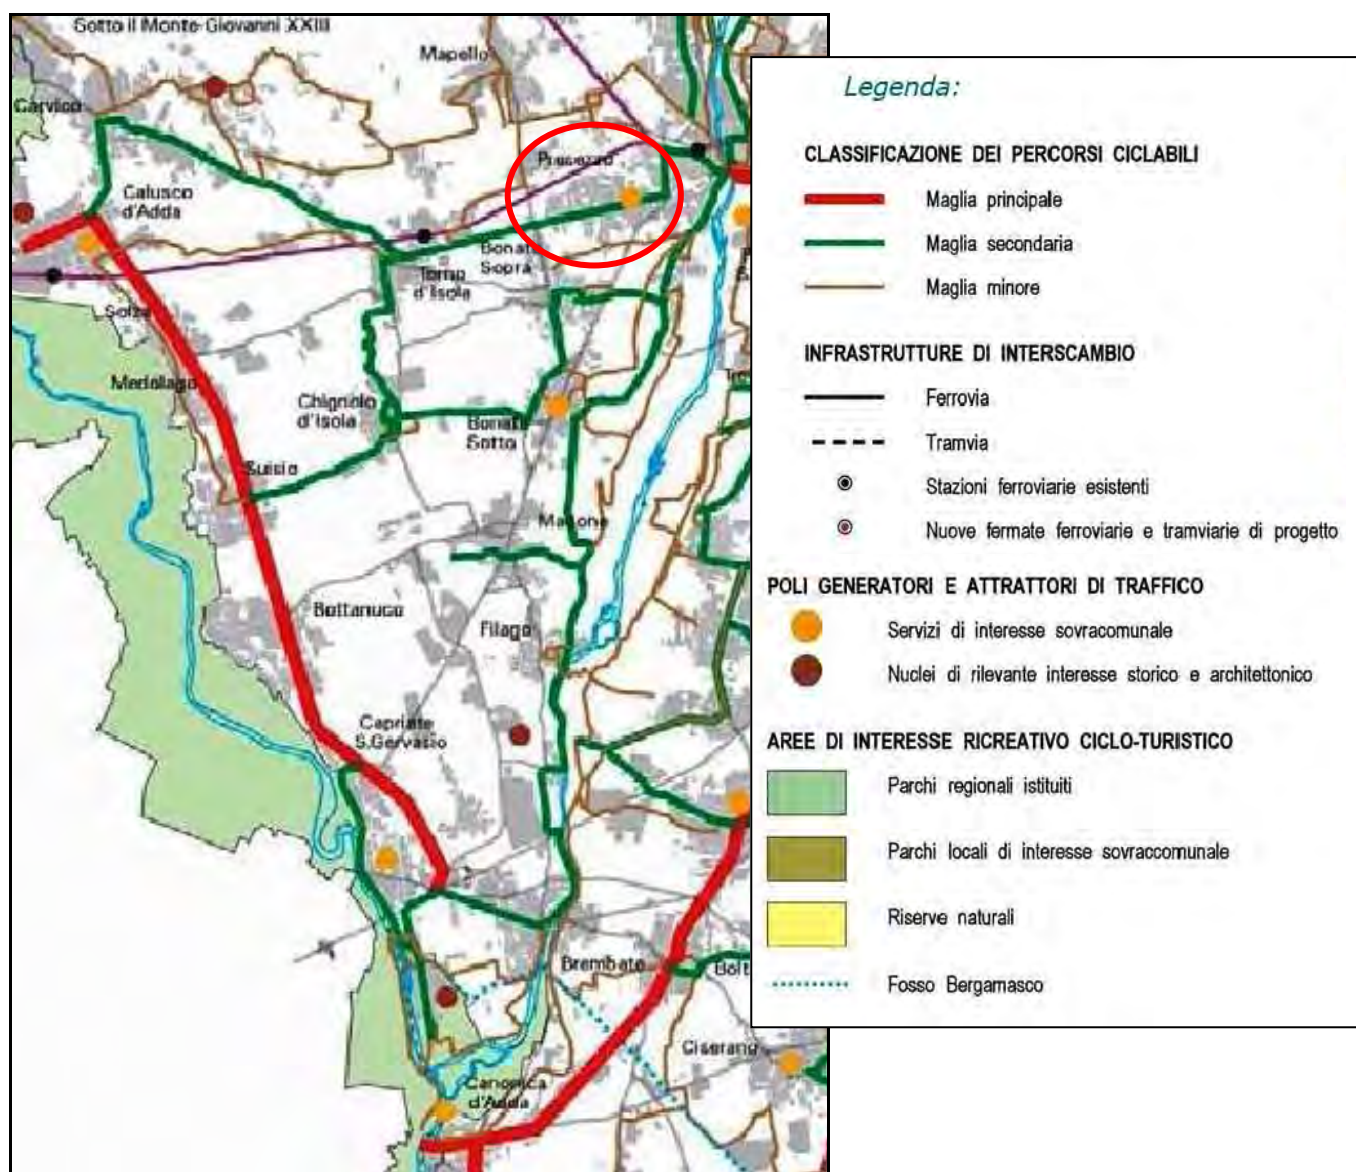 Sotto il Monte Giovanni XXIII
Mapello
Carvico
Presezzo
Calusco
d'Adda
Bonate
Sopra
Terno
d'Isola
Solza
Medolago
Chignolo
d'Isola
Bonate
Sotto
Suisio
Madone
Bottanuco
Filago
Capriate
S.Gervasio
Brembate
Bolt
Ciserano
Canonica
d'Adda
Legenda:
CLASSIFICAZIONE DEI PERCORSI CICLABILI
Maglia principale
Maglia secondaria
Maglia minore
INFRASTRUTTURE DI INTERSCAMBIO
Ferrovia
Tramvia
Stazioni ferroviarie esistenti
Nuove fermate ferroviarie e tramviarie di progetto
POLI GENERATORI E ATTRATTORI DI TRAFFICO
Servizi di interesse sovracomunale
Nuclei di rilevante interesse storico e architettonico
AREE DI INTERESSE RICREATIVO CICLO-TURISTICO
Parchi regionali istituiti
Parchi locali di interesse sovraccomunale
Riserve naturali
Fosso Bergamasco